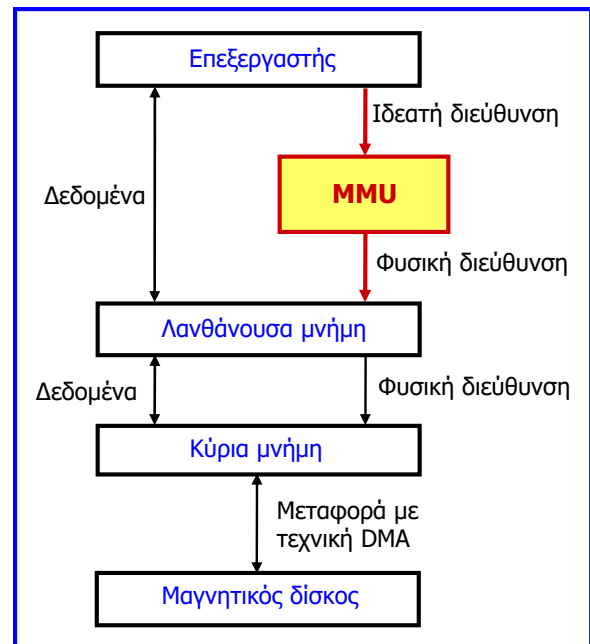 Επεξεργαστής
Ιδεατή διεύθυνση
MMU
Δεδομένα
Φυσική διεύθυνση
Λανθάνουσα μνήμη
Δεδομένα
Φυσική διεύθυνση
Κύρια μνήμη
Μεταφορά με
τεχνική DMA
Μαγνητικός δίσκος